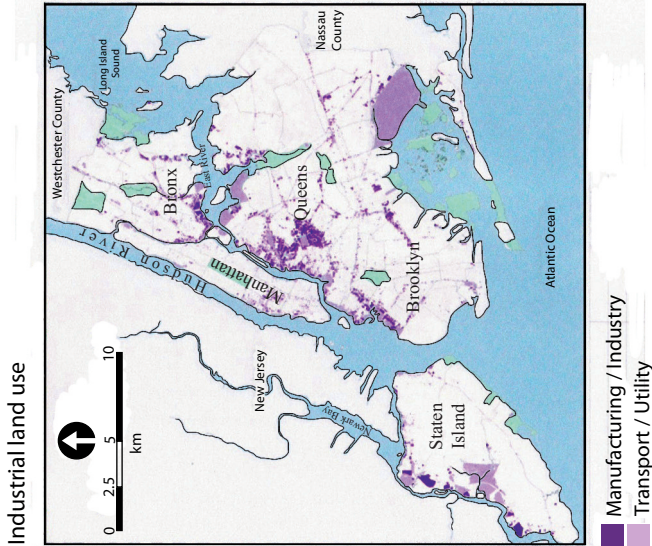 Industrial land use
0
2.5
5
10
km
Westchester County
Long Island
Sound
Nassau
County
Hudson River
Bronx
East River
Manhattan
Queens
New Jersey
Newark Bay
Brooklyn
Staten
Island
Atlantic Ocean
Manufacturing / Industry
Transport / Utility